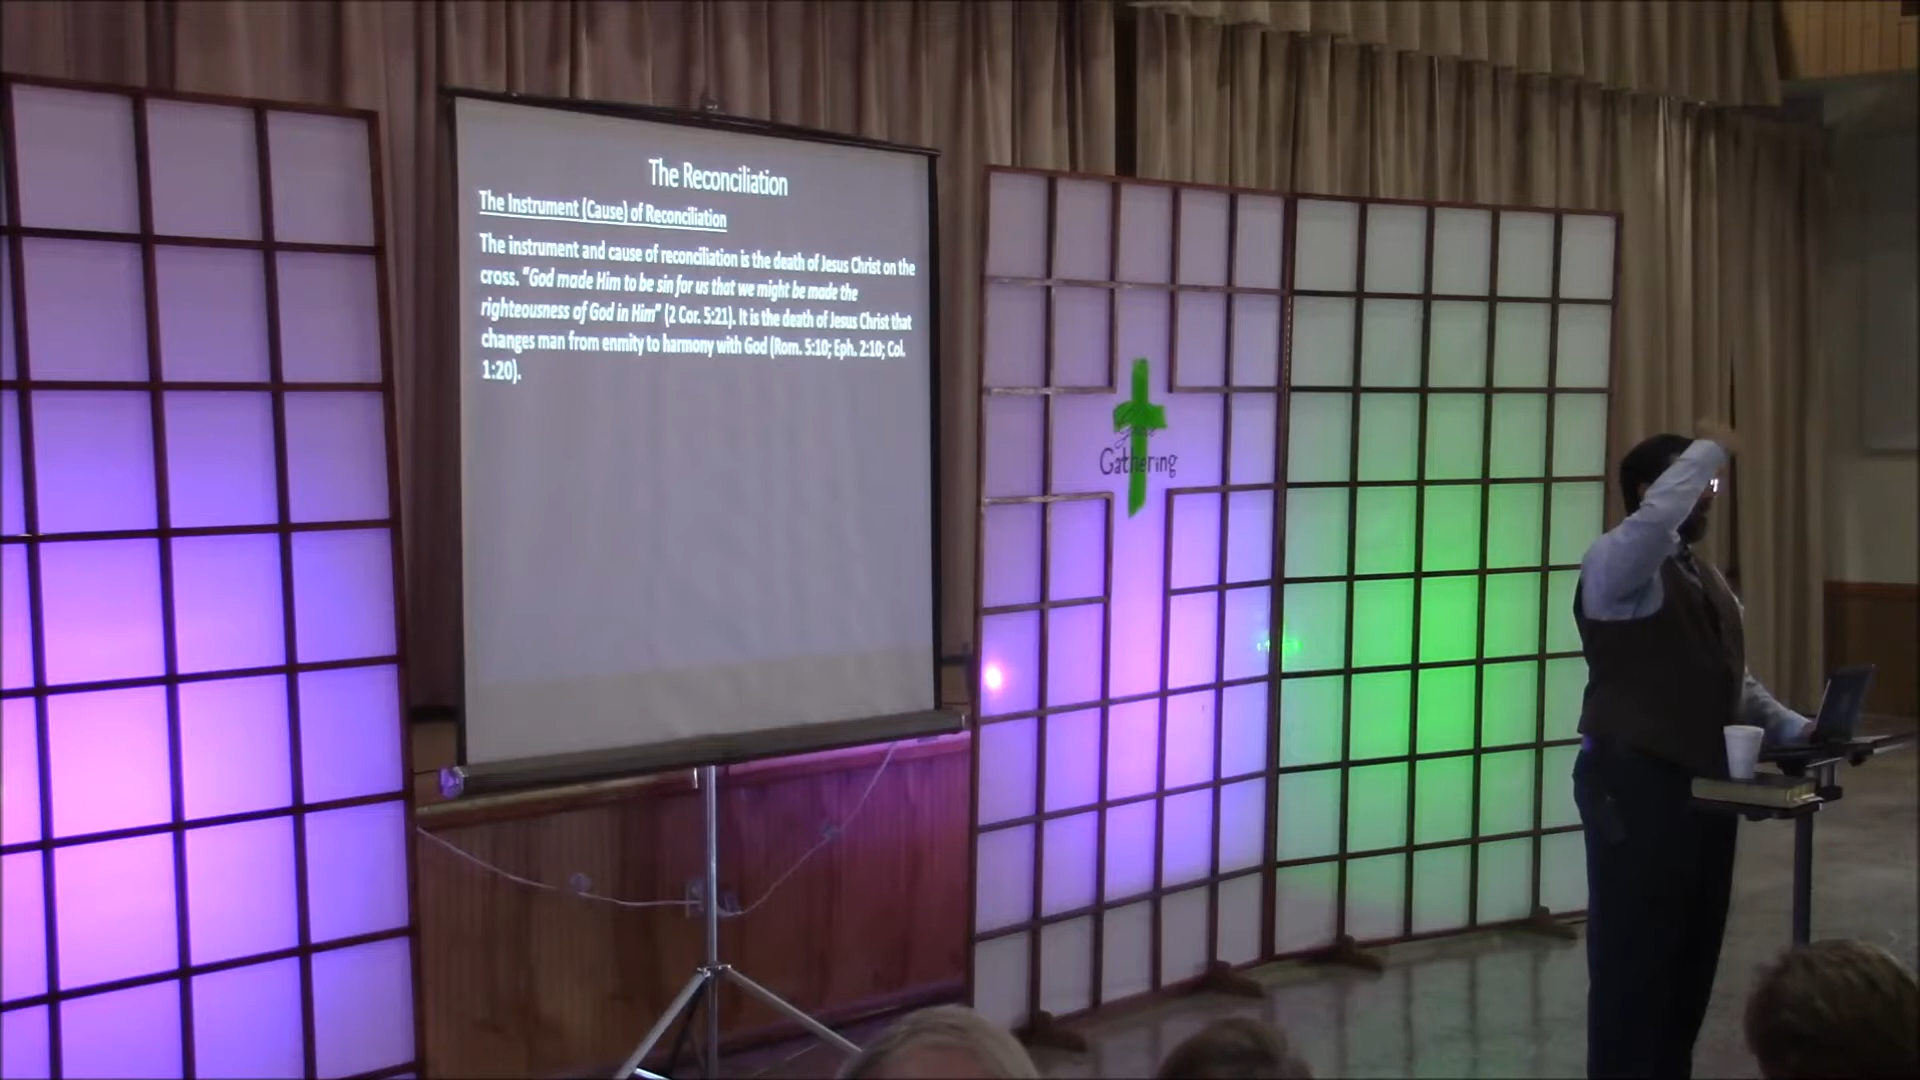 The Reconciliation
The Instrument (Cause) of Reconciliation
The instrument and cause of reconciliation is the death of Jesus Christ on the
cross. "God made Him to be sin for us that we might be made the
righteousness of God in Him" (2 Cor. 5:21). It is the death of Jesus Christ that
changes man from enmity to harmony with God (Rom. 5:10; Eph. 2:10; Col.
1:20).
Gathering